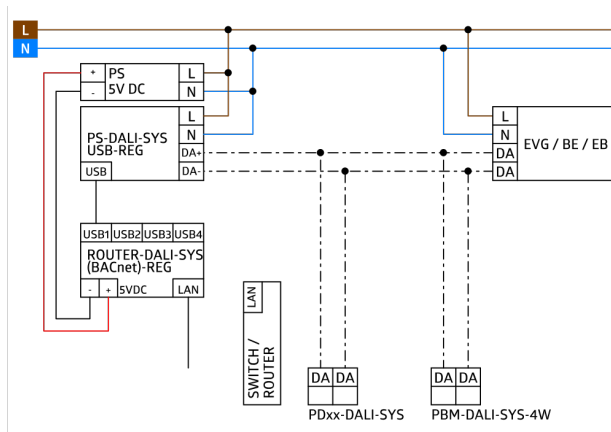 L
N
+ PS L
- 5V DC N
PS-DALI-SYS L
USB-REG N
DA+
USB DA-
L
N EVG / BE / EB
DA
DA
USB1 USB2 USB3 USB4
ROUTER-DALI-SYS
(BACnet)-REG
- + 5VDC LAN
LAN
SWITCH /
ROUTER
DA DA
PDxx-DALI-SYS
DA DA
PBM-DALI-SYS-4W